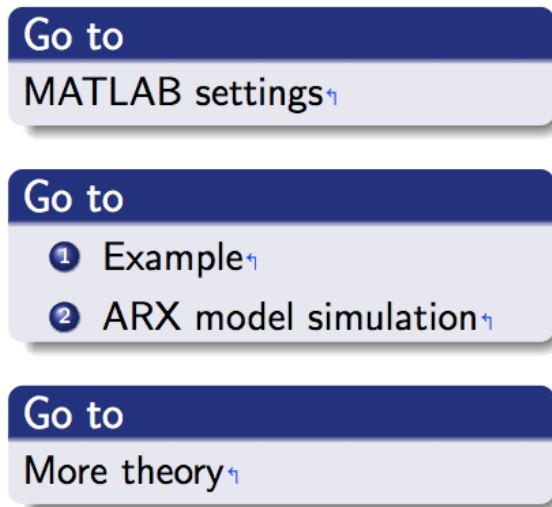 Go to
MATLAB settings↰
Go to
1 Example↰
2 ARX model simulation↰
Go to
More theory↰